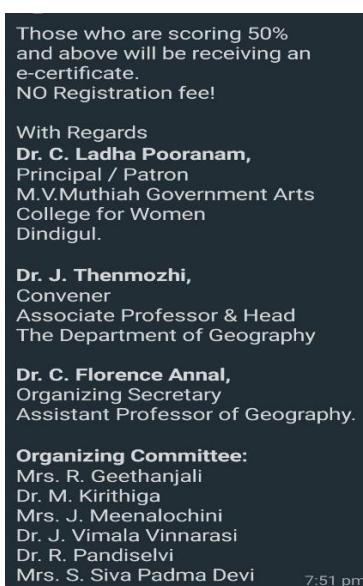 Those who are scoring 50%
and above will be receiving an
e-certificate.
NO Registration fee!
With Regards
Dr. C. Ladha Pooranam,
Principal / Patron
M.V.Muthiah Government Arts
College for Women
Dindigul.
Dr. J. Thenmozhi,
Convener
Associate Professor & Head
The Department of Geography
Dr. C. Florence Annal,
Organizing Secretary
Assistant Professor of Geography.
Organizing Committee:
Mrs. R. Geethanjali
Dr. M. Kirithiga
Mrs. J. Meenalochini
Dr. J. Vimala Vinnarasi
Dr. R. Pandiselvi
Mrs. S. Siva Padma Devi 7:51 pm